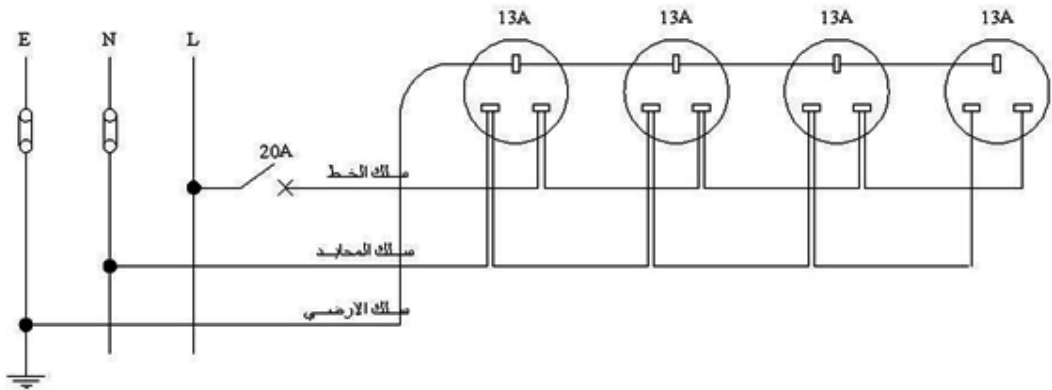 13A 13A 13A 13A
E N L
20A
سلك الخط
سلك المحايد
سلك الارضي